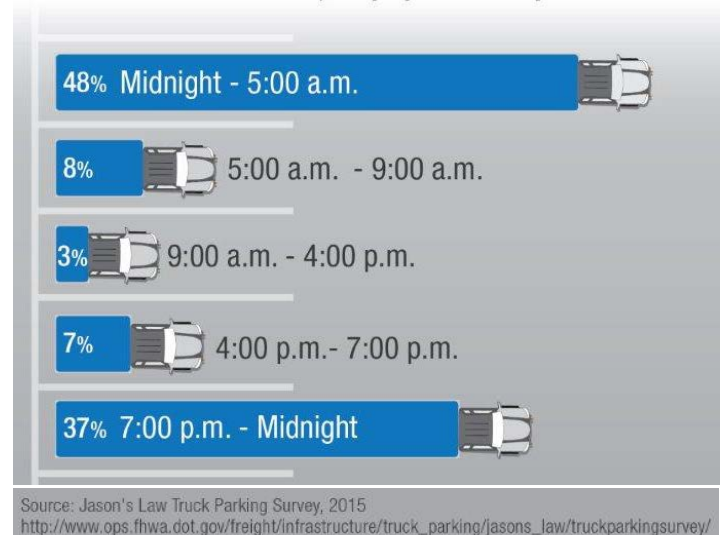 48% Midnight - 5:00 a.m.
8% 5:00 a.m. - 9:00 a.m.
3% 9:00 a.m. - 4:00 p.m.
7% 4:00 p.m.- 7:00 p.m.
37% 7:00 p.m. - Midnight
Source: Jason's Law Truck Parking Survey, 2015
http://www.ops.fhwa.dot.gov/freight/infrastructure/truck_parking/jasons_law/truckparkingsurvey/